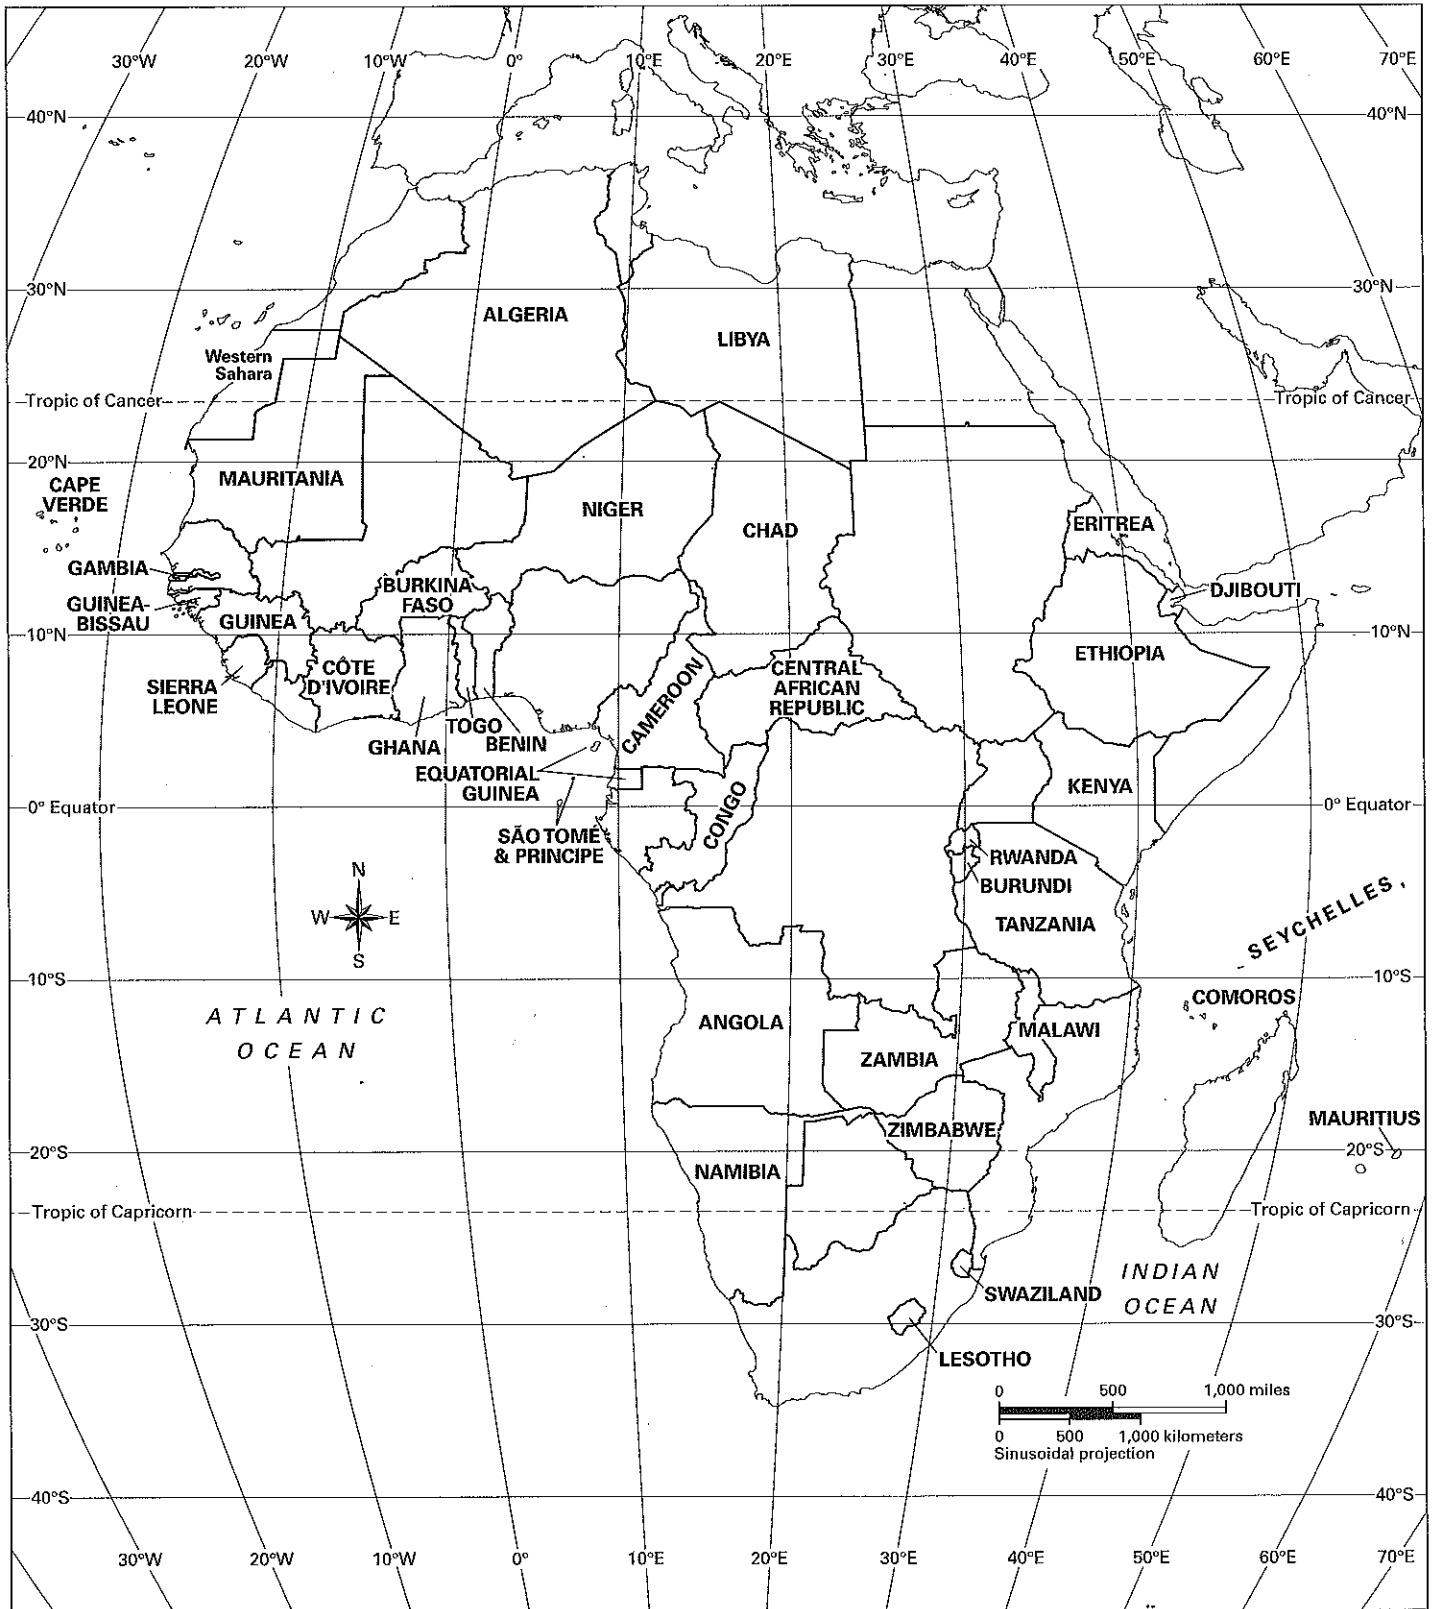 30°W 20°W 10°W 0° 10°E 20°E 30°E 40°E 50°E 60°E 70°E
40°N 40°N
30°N 30°N
ALGERIA
LIBYA
Western
Sahara
Tropic of Cancer Tropic of Cancer
20°N 20°N
MAURITANIA
CAPE
VERDE
NIGER
CHAD
ERITREA
GAMBIA
BURKINA
FASO
DJIBOUTI
GUINEA-
BISSAU
GUINEA
10°N 10°N
ETHIOPIA
CÔTE
D'IVOIRE
CENTRAL
AFRICAN
REPUBLIC
SIERRA
LEONE
CAMEROON
TOGO
GHANA
BENIN
EQUATORIAL
GUINEA
KENYA
0° Equator 0° Equator
CONGO
SÃO TOMÉ
& PRINCIPE
RWANDA
BURUNDI
N
W E
S
TANZANIA
SEYCHELLES
10°S 10°S
COMOROS
ATLANTIC
OCEAN
ANGOLA
MALAWI
ZAMBIA
MAURITIUS
ZIMBABWE
20°S 20°S
NAMIBIA
Tropic of Capricorn Tropic of Capricorn
INDIAN
OCEAN
SWAZILAND
30°S 30°S
LESOTHO
0 500 1,000 miles
0 500 1,000 kilometers
Sinusoidal projection
40°S 40°S
30°W 20°W 10°W 0° 10°E 20°E 30°E 40°E 50°E 60°E 70°E